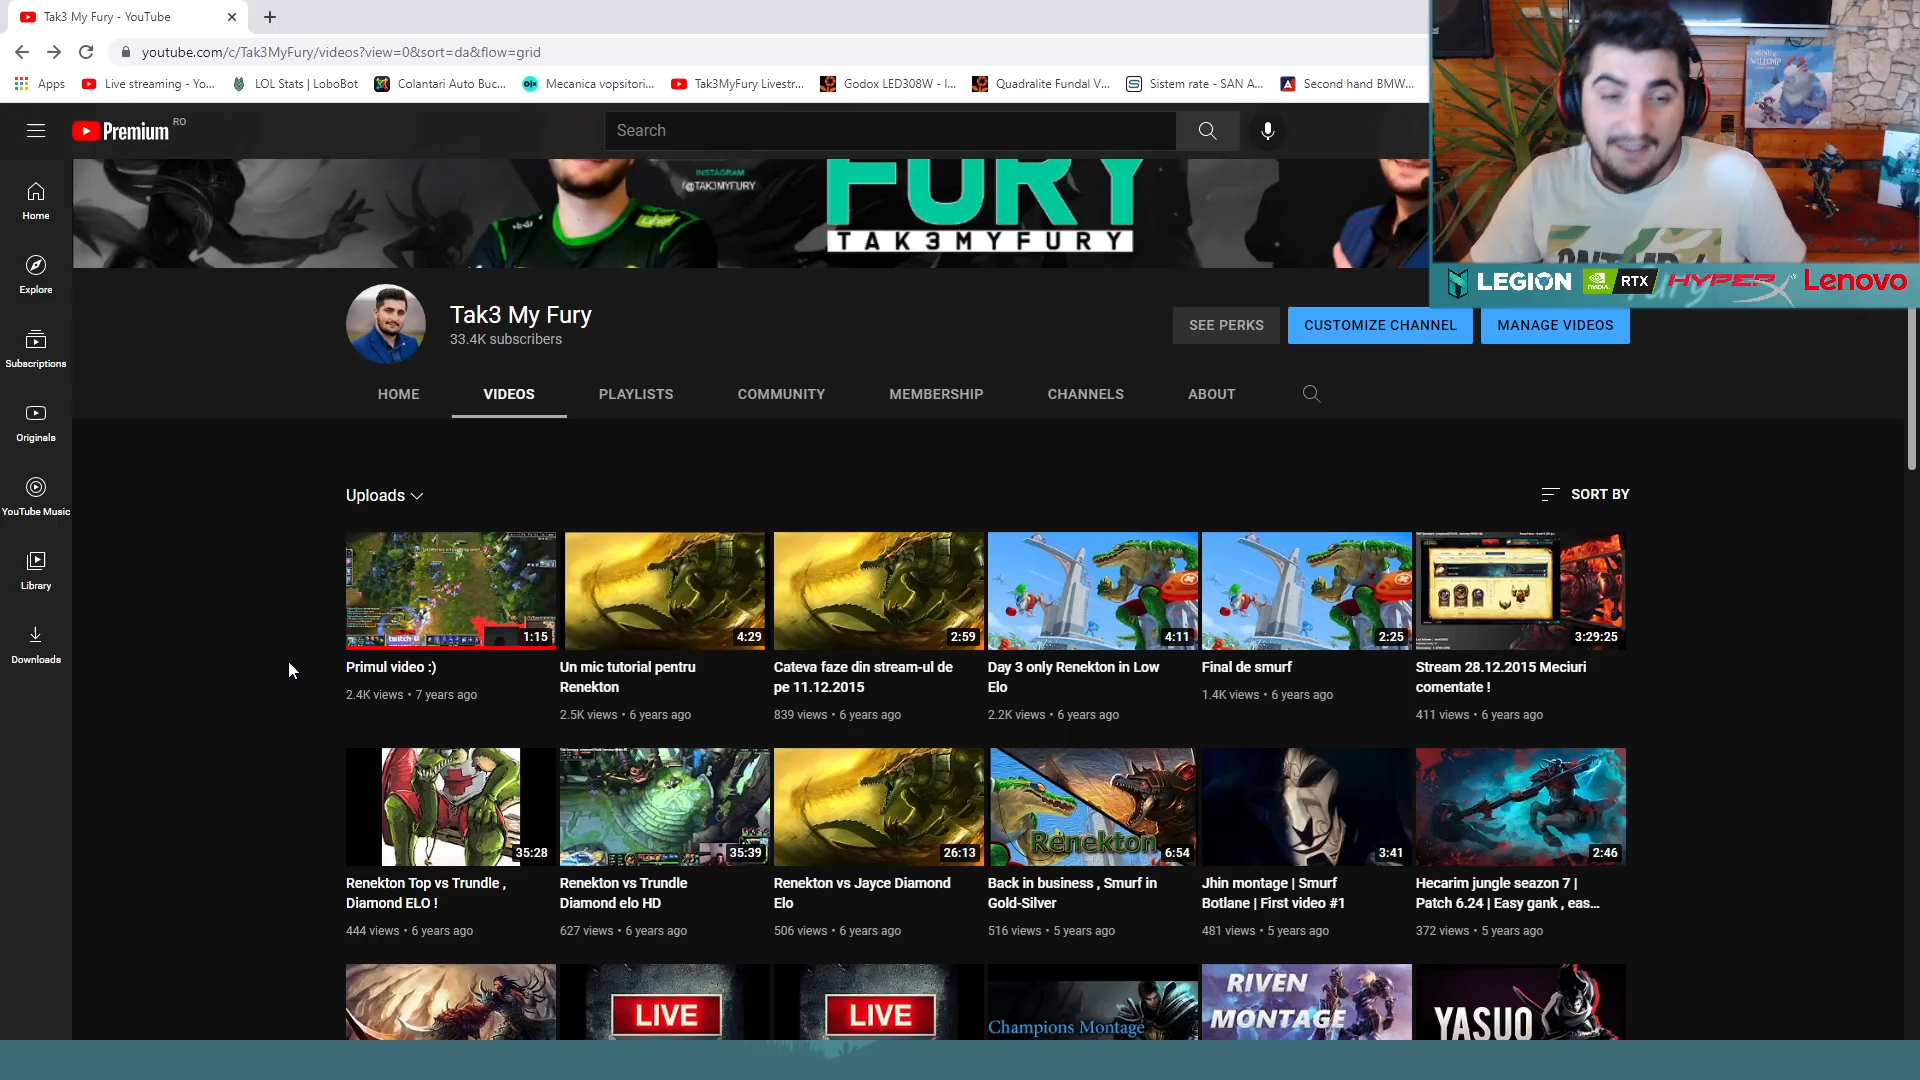 Tak3 My Fury - YouTube
youtube.com/c/Tak3MyFury/videos?view=0&sort=da&flow=grid
Apps
Live streaming - Yo...
LOL Stats | LoboBot
Colantari Auto Buc...
Mecanica vopsitori...
Tak3MyFury Livestr...
Godox LED308W - I...
Quadralite Fundal V...
Sistem rate - SAN A...
Second hand BMW...
Premium RO
Search
Home
Explore
Subscriptions
Originals
YouTube Music
Library
Downloads
INSTAGRAM
/@TAK3MYFURY
FURY
TAK3MYFURY
NUNU &
WILLUMP
LEGION
NVIDIA
RTX
HYPERX
Lenovo
Tak3 My Fury
33.4K subscribers
SEE PERKS
CUSTOMIZE CHANNEL
MANAGE VIDEOS
HOME
VIDEOS
PLAYLISTS
COMMUNITY
MEMBERSHIP
CHANNELS
ABOUT
Uploads
SORT BY
twitch
1:15
4:29
2:59
4:11
2:25
3:29:25
Primul video :)
2.4K views • 7 years ago
Un mic tutorial pentru
Renekton
2.5K views • 6 years ago
Cateva faze din stream-ul de
pe 11.12.2015
839 views • 6 years ago
Day 3 only Renekton in Low
Elo
2.2K views • 6 years ago
Final de smurf
1.4K views • 6 years ago
Stream 28.12.2015 Meciuri
comentate !
411 views • 6 years ago
35:28
35:39
26:13
Renekton
6:54
3:41
2:46
Renekton Top vs Trundle ,
Diamond ELO !
444 views • 6 years ago
Renekton vs Trundle
Diamond elo HD
627 views • 6 years ago
Renekton vs Jayce Diamond
Elo
506 views • 6 years ago
Back in business , Smurf in
Gold-Silver
516 views • 5 years ago
Jhin montage | Smurf
Botlane | First video #1
481 views • 5 years ago
Hecarim jungle seazon 7 |
Patch 6.24 | Easy gank , eas...
372 views • 5 years ago
LIVE
LIVE
Champions Montage
RIVEN
MONTAGE
YASUO